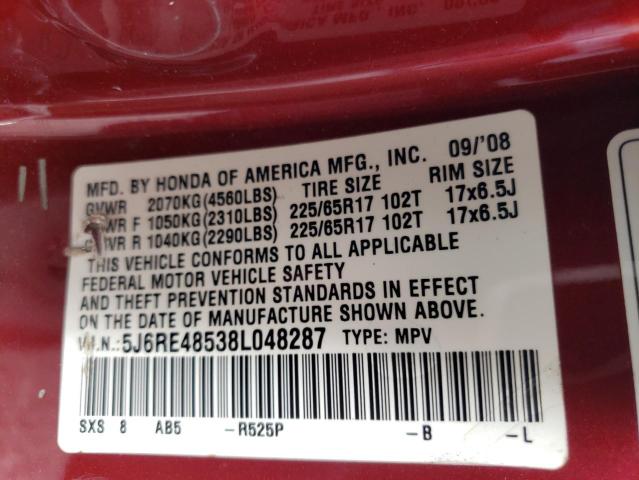 MFD. BY HONDA OF AMERICA MFG., INC. 09/'08
GVWR 2070KG(4560LBS) TIRE SIZE RIM SIZE
F 1050KG(2310LBS) 225/65R17 102T 17x6.5J
R 1040KG(2290LBS) 225/65R17 102T 17x6.5J
THIS VEHICLE CONFORMS TO ALL APPLICABLE
FEDERAL MOTOR VEHICLE SAFETY
AND THEFT PREVENTION STANDARDS IN EFFECT
ON THE DATE OF MANUFACTURE SHOWN ABOVE.
V.I.N.:5J6RE48538L048287 TYPE: MPV
SXS 8 AB5 -R525P -B -L